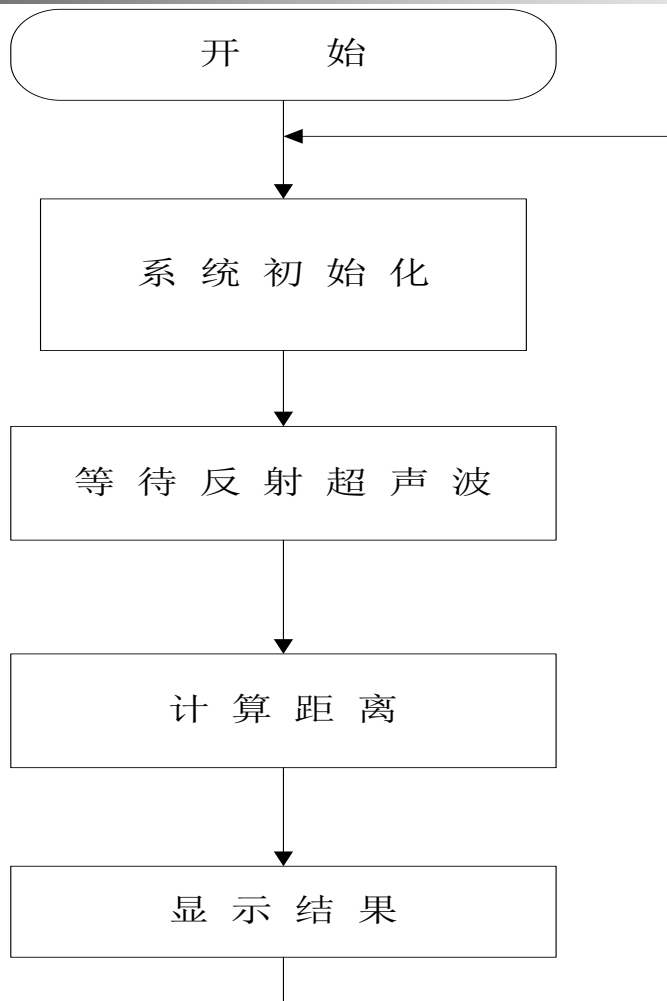 开 始
系统初始化
等待反射超声波
计算距离
显示结果